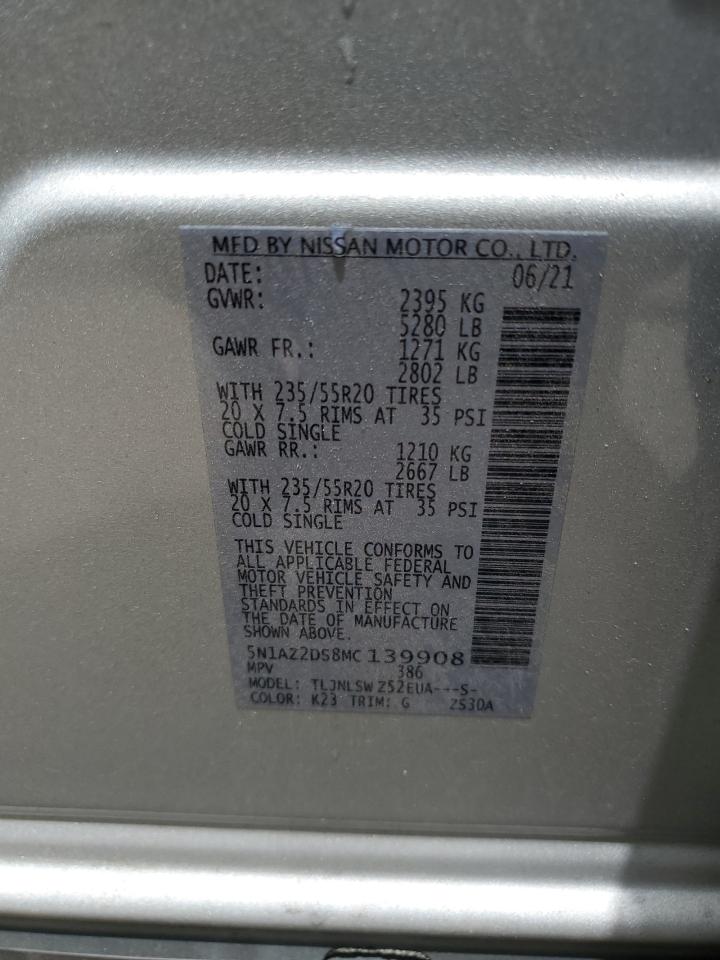 MFD BY NISSAN MOTOR CO., LTD.
DATE: 06/21
GVWR: 2395 KG
5280 LB
GAWR FR.: 1271 KG
2802 LB
WITH 235/55R20 TIRES
20 X 7.5 RIMS AT 35 PSI
COLD SINGLE
GAWR RR.: 1210 KG
2667 LB
WITH 235/55R20 TIRES
20 X 7.5 RIMS AT 35 PSI
COLD SINGLE
THIS VEHICLE CONFORMS TO
ALL APPLICABLE FEDERAL
MOTOR VEHICLE SAFETY AND
THEFT PREVENTION
STANDARDS IN EFFECT ON
THE DATE OF MANUFACTURE
SHOWN ABOVE.
5N1AZ2DS8MC139908
MPV 386
MODEL: TLJNLSW Z52EUA---S-
COLOR: K23 TRIM: G ZS30A